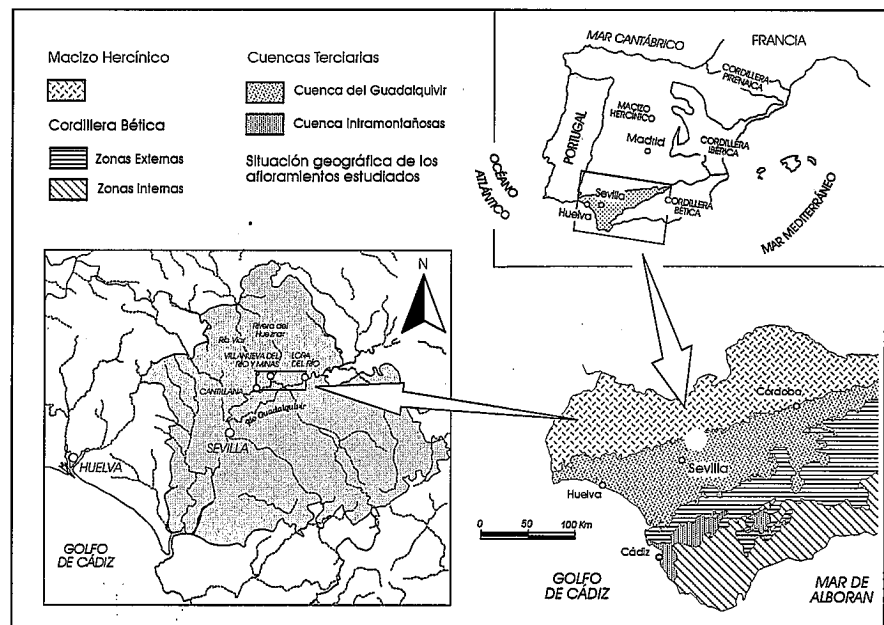 Macizo Hercínico
Cordillera Bética
Zonas Externas
Zonas Internas
Cuencas Terciarias
Cuenca del Guadalquivir
Cuenca Intramontañosas
Situación geográfica de los
afloramientos estudiados
MAR CANTÁBRICO
FRANCIA
CORDILLERA
PIRENAICA
MACIZO
HERCÍNICO
Madrid
CORDILLERA
IBÉRICA
PORTUGAL
OCÉANO
ATLÁNTICO
Sevilla
Huelva
CORDILLERA
BÉTICA
MAR MEDITERRÁNEO
N
Rivera del
Hueznar
Río Viar
VILLANUEVA DEL
RÍO Y MINAS
LORA
DEL RÍO
CANTILLANA
Río Guadalquivir
SEVILLA
HUELVA
GOLFO
DE CÁDIZ
Córdoba
Sevilla
Huelva
0 50 100 Km
Cádiz
GOLFO
DE CÁDIZ
MAR DE
ALBORAN